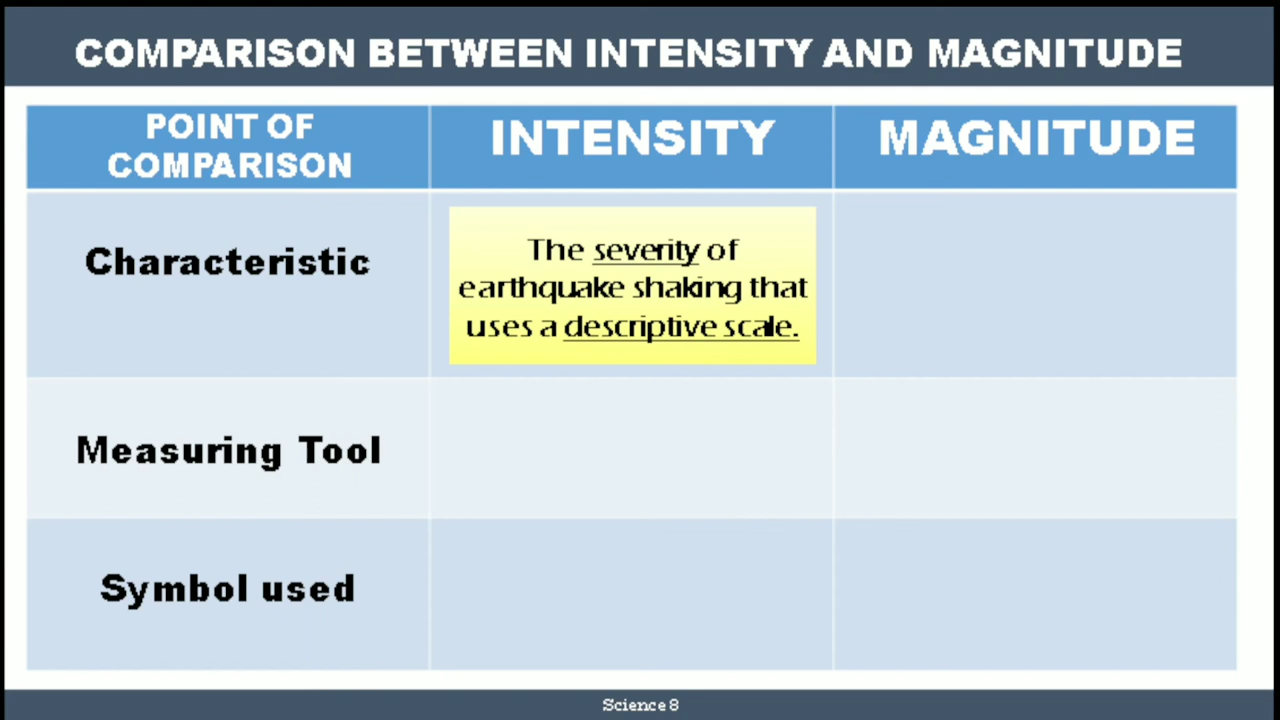 COMPARISON BETWEEN INTENSITY AND MAGNITUDE
POINT OF
COMPARISON
INTENSITY
MAGNITUDE
Characteristic
The severity of
earthquake shaking that
uses a descriptive scale.
Measuring Tool
Symbol used
Science 8